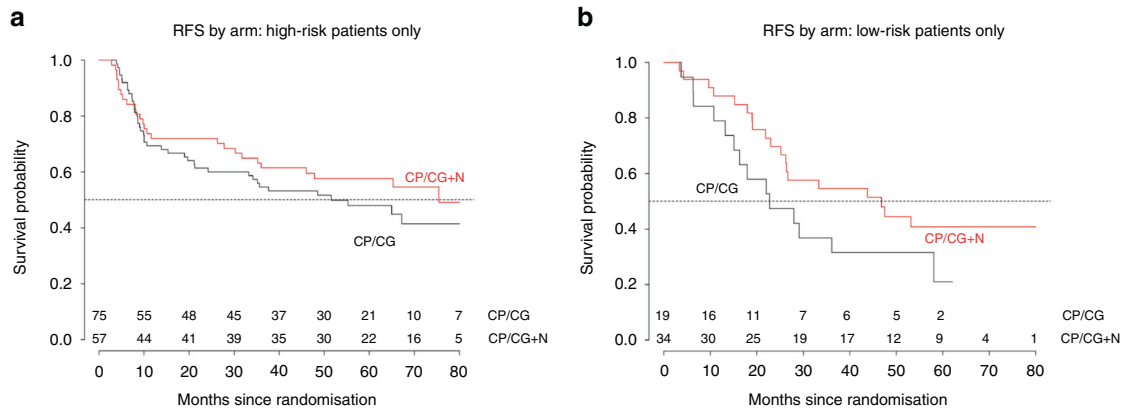 a
RFS by arm: high-risk patients only
1.0
0.8
0.6
0.4
0.2
0.0
Survival probability
CP/CG+N
CP/CG
75 55 48 45 37 30 21 10 7 CP/CG
57 44 41 39 35 30 22 16 5 CP/CG+N
0 10 20 30 40 50 60 70 80
Months since randomisation
b
RFS by arm: low-risk patients only
1.0
0.8
0.6
0.4
0.2
0.0
Survival probability
CP/CG
CP/CG+N
19 16 11 7 6 5 2 CP/CG
34 30 25 19 17 12 9 4 1 CP/CG+N
0 10 20 30 40 50 60 70 80
Months since randomisation